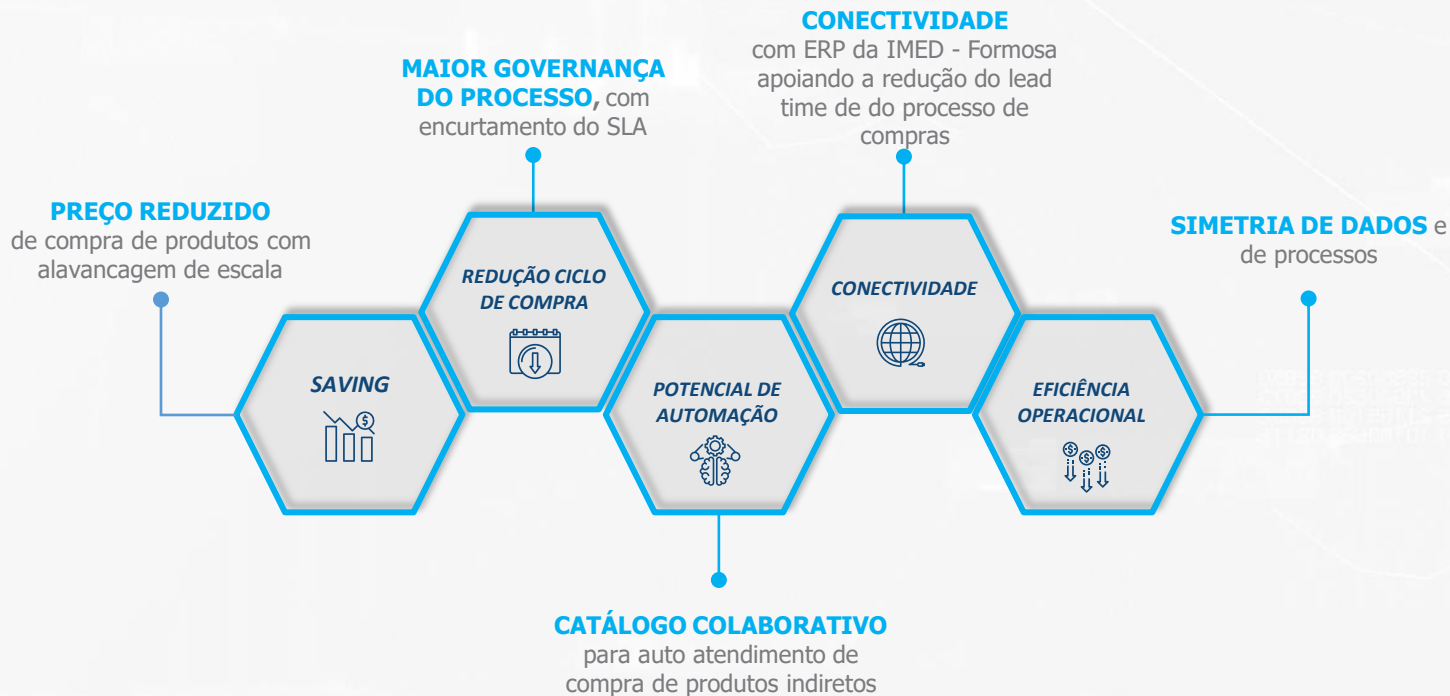 PREÇO REDUZIDO
de compra de produtos com
alavancagem de escala
SAVING
MAIOR GOVERNANÇA
DO PROCESSO, com
encurtamento do SLA
REDUÇÃO CICLO
DE COMPRA
POTENCIAL DE
AUTOMAÇÃO
CATÁLOGO COLABORATIVO
para auto atendimento de
compra de produtos indiretos
CONECTIVIDADE
com ERP da IMED - Formosa
apoiando a redução do lead
time de do processo de
compras
CONECTIVIDADE
SIMETRIA DE DADOS e
de processos
EFICIÊNCIA
OPERACIONAL